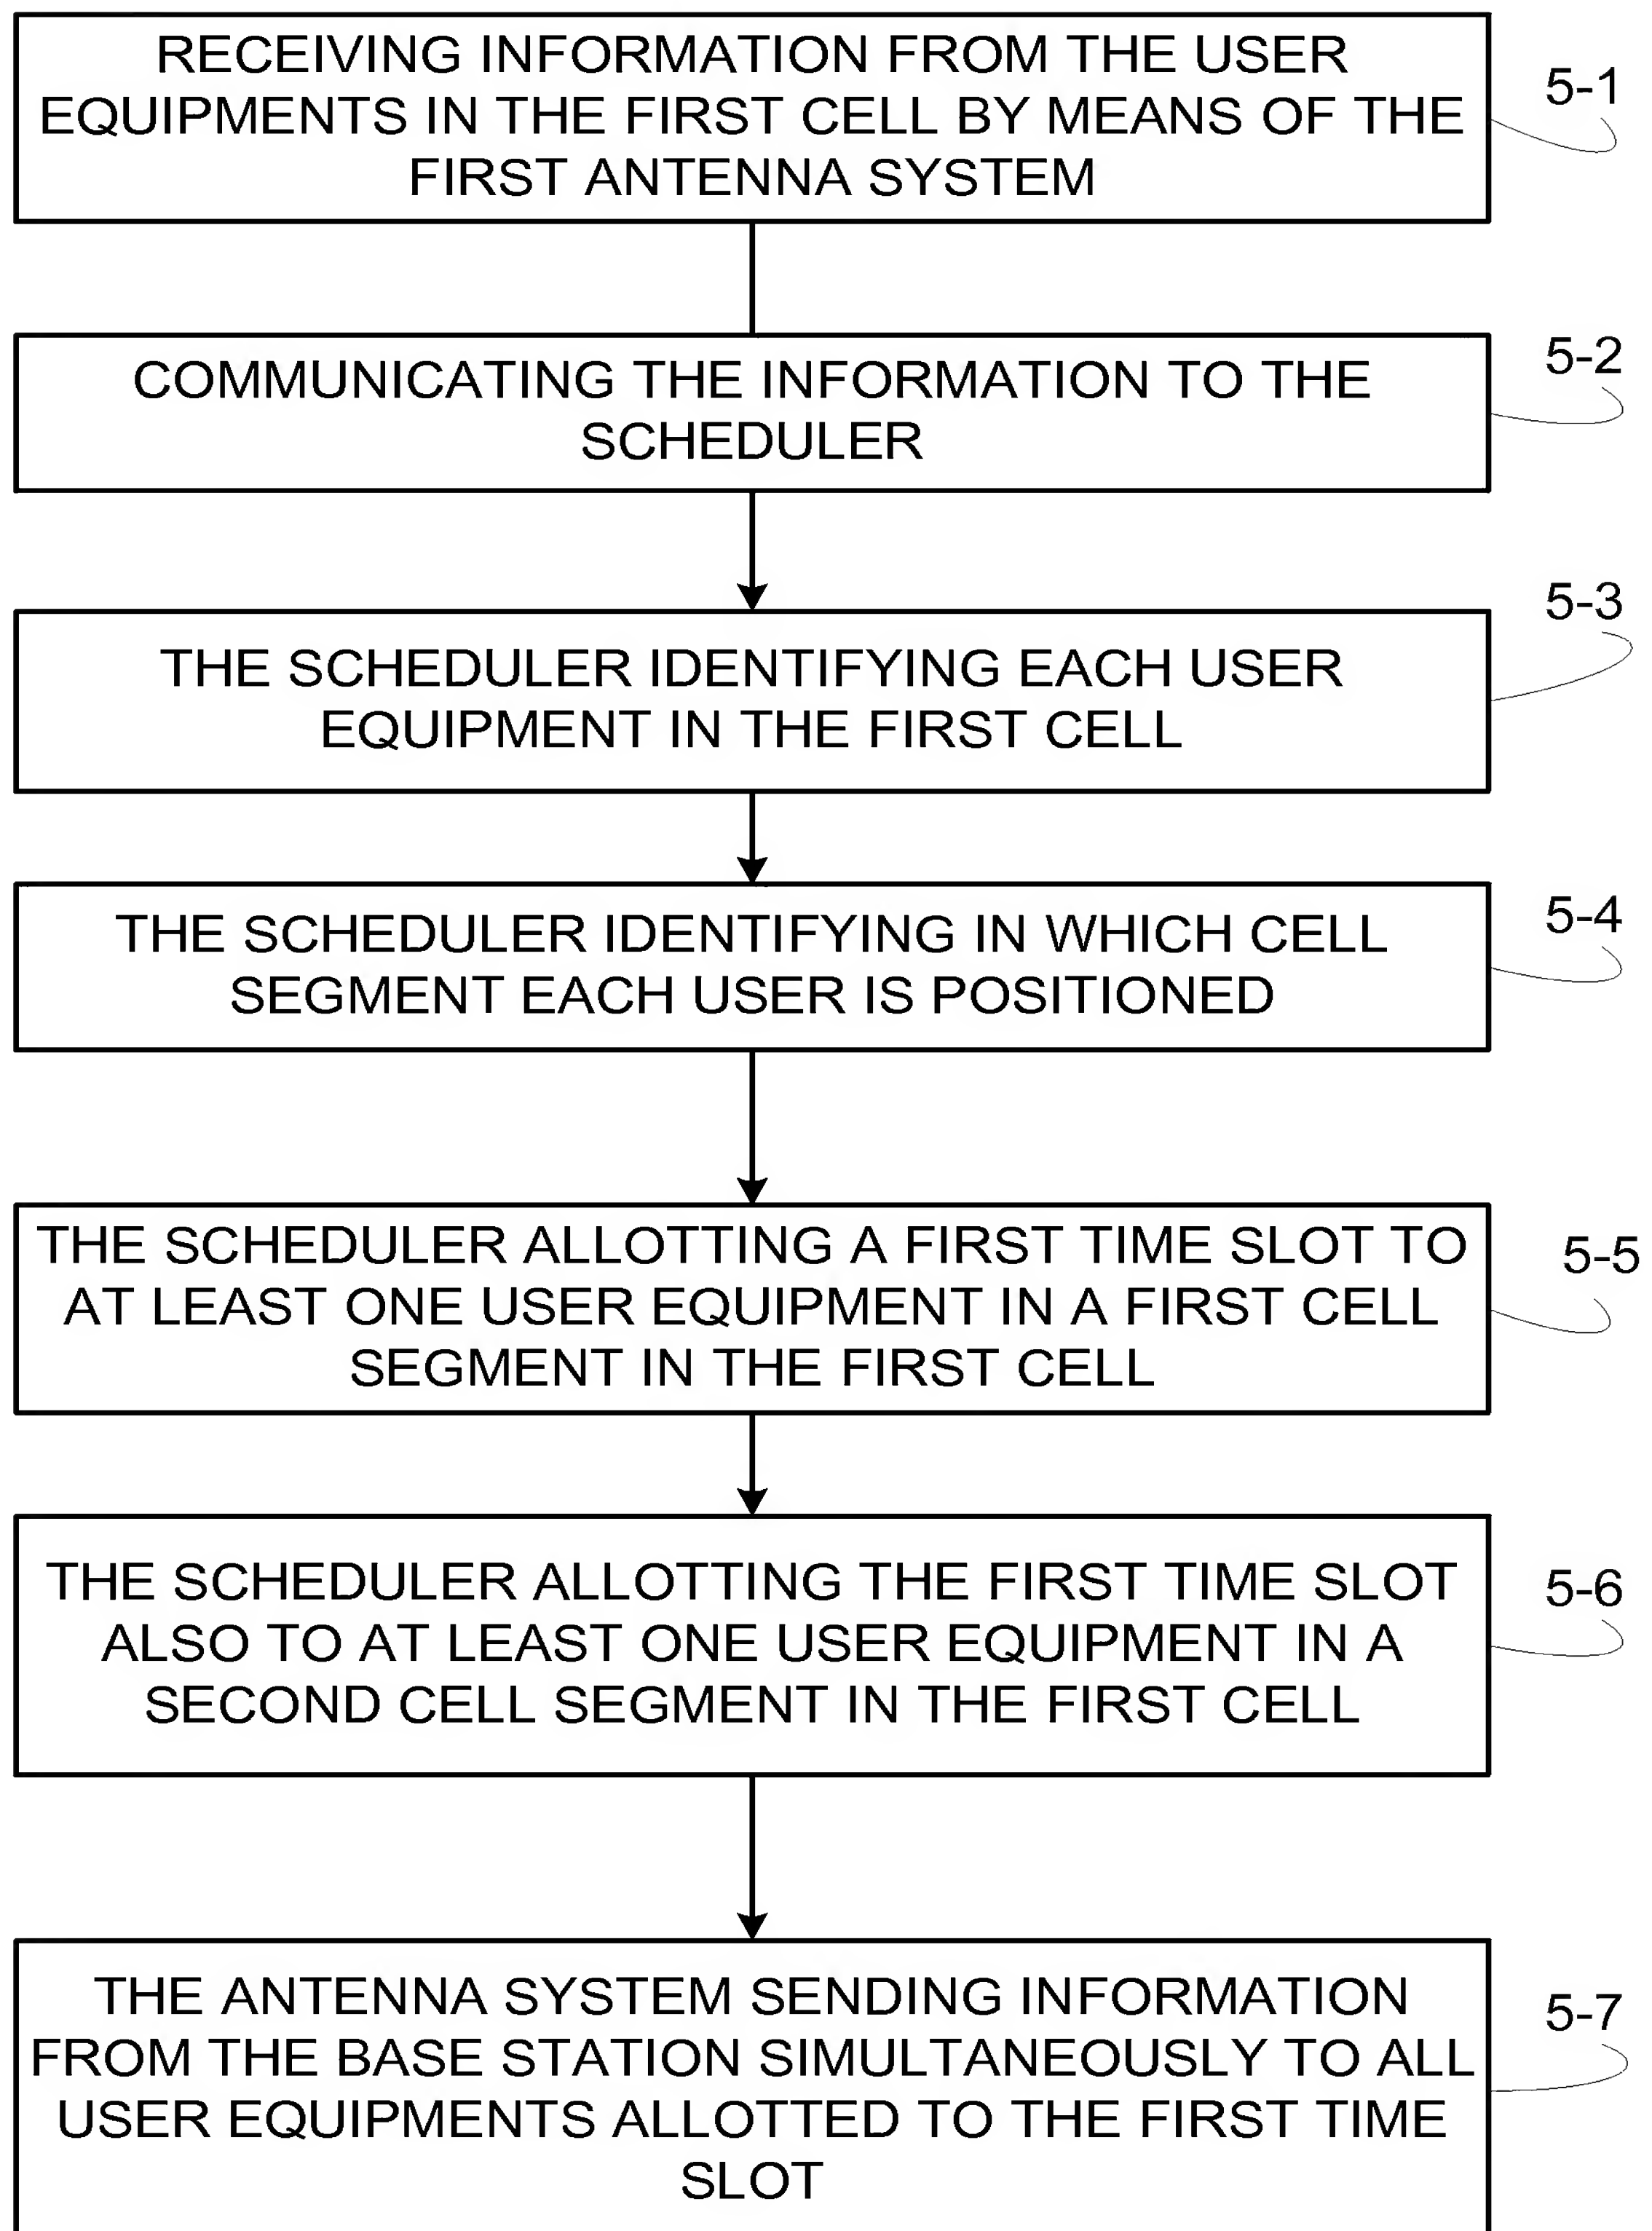 RECEIVING INFORMATION FROM THE USER
EQUIPMENTS IN THE FIRST CELL BY MEANS OF THE
FIRST ANTENNA SYSTEM
5-1
COMMUNICATING THE INFORMATION TO THE
SCHEDULER
5-2
THE SCHEDULER IDENTIFYING EACH USER
EQUIPMENT IN THE FIRST CELL
5-3
THE SCHEDULER IDENTIFYING IN WHICH CELL
SEGMENT EACH USER IS POSITIONED
5-4
THE SCHEDULER ALLOTTING A FIRST TIME SLOT TO
AT LEAST ONE USER EQUIPMENT IN A FIRST CELL
SEGMENT IN THE FIRST CELL
5-5
THE SCHEDULER ALLOTTING THE FIRST TIME SLOT
ALSO TO AT LEAST ONE USER EQUIPMENT IN A
SECOND CELL SEGMENT IN THE FIRST CELL
5-6
THE ANTENNA SYSTEM SENDING INFORMATION
FROM THE BASE STATION SIMULTANEOUSLY TO ALL
USER EQUIPMENTS ALLOTTED TO THE FIRST TIME
SLOT
5-7